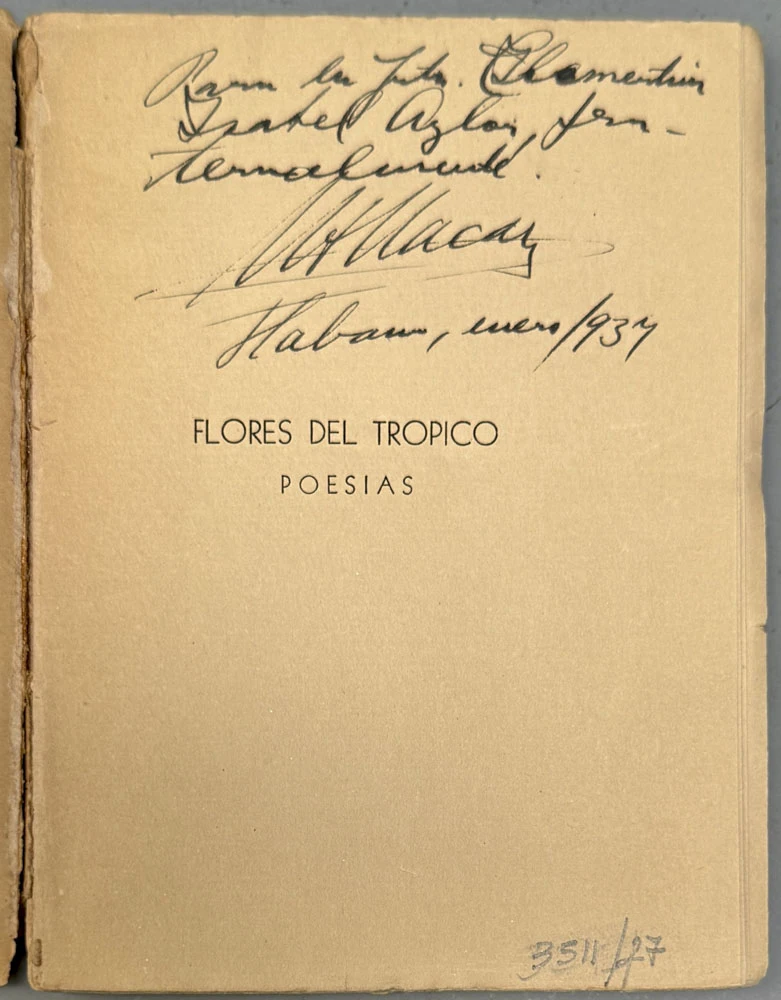 Para la Srta. Clementina
Isabel Azlor, fra-
ternalmente.
Habana, enero/937
FLORES DEL TROPICO
POESIAS
3511/27